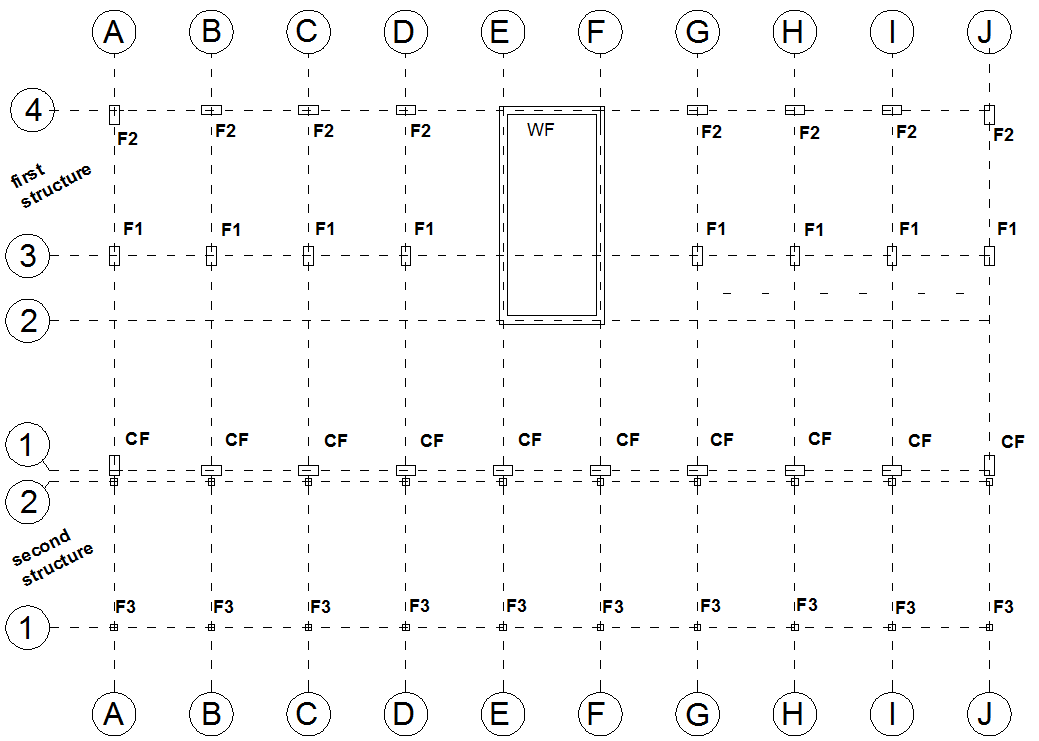 A B C D E F G H I J
4
F2 F2 F2 F2 WF F2 F2 F2 F2
first
structure
F1 F1 F1 F1 F1 F1 F1 F1
3
2
1
CF CF CF CF CF CF CF CF CF CF
2
second
structure
F3 F3 F3 F3 F3 F3 F3 F3 F3 F3
1
A B C D E F G H I J